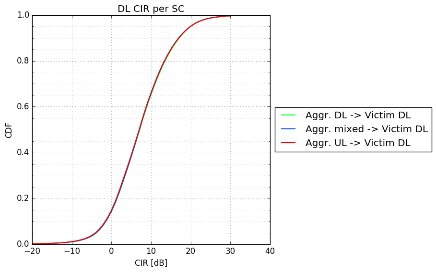 DL CIR per SC
1.0
0.8
0.6
0.4
0.2
0.0
CDF
−20
−10
0
10
20
30
40
CIR [dB]
Aggr. DL -> Victim DL
Aggr. mixed -> Victim DL
Aggr. UL -> Victim DL